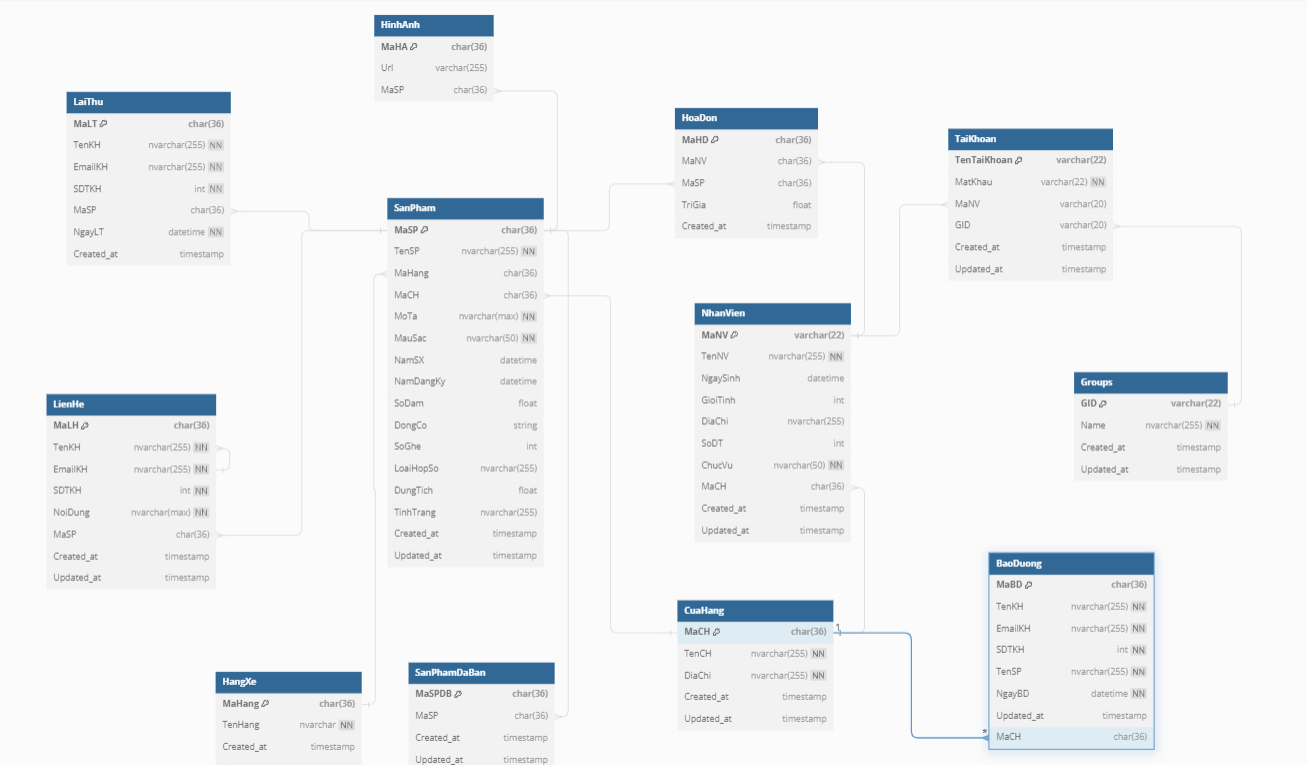 HinhAnh
MaHA char(36)
Url varchar(255)
MaSP char(36)
LaiThu
MaLT char(36)
TenKH nvarchar(255) NN
EmailKH nvarchar(255) NN
SDTKH int NN
MaSP char(36)
NgayLT datetime NN
Created_at timestamp
HoaDon
MaHD char(36)
MaNV char(36)
MaSP char(36)
TriGia float
Created_at timestamp
TaiKhoan
TenTaiKhoan varchar(22)
MatKhau varchar(22) NN
MaNV varchar(20)
GID varchar(20)
Created_at timestamp
Updated_at timestamp
SanPham
MaSP char(36)
TenSP nvarchar(255) NN
MaHang char(36)
MaCH char(36)
MoTa nvarchar(max) NN
MauSac nvarchar(50) NN
NamSX datetime
NamDangKy datetime
SoDam float
DongCo string
SoGhe int
LoaiHopSo nvarchar(255)
DungTich float
TinhTrang nvarchar(255)
Created_at timestamp
Updated_at timestamp
NhanVien
MaNV varchar(22)
TenNV nvarchar(255) NN
NgaySinh datetime
GioiTinh int
DiaChi nvarchar(255)
SoDT int
ChucVu nvarchar(50) NN
MaCH char(36)
Created_at timestamp
Updated_at timestamp
Groups
GID varchar(22)
Name nvarchar(255) NN
Created_at timestamp
Updated_at timestamp
LienHe
MaLH char(36)
TenKH nvarchar(255) NN
EmailKH nvarchar(255) NN
SDTKH int NN
NoiDung nvarchar(max) NN
MaSP char(36)
Created_at timestamp
Updated_at timestamp
BaoDuong
MaBD char(36)
TenKH nvarchar(255) NN
EmailKH nvarchar(255) NN
SDTKH int NN
TenSP nvarchar(255) NN
NgayBD datetime NN
Updated_at timestamp
* MaCH char(36)
CuaHang
MaCH char(36) 1
TenCH nvarchar(255) NN
DiaChi nvarchar(255) NN
Created_at timestamp
Updated_at timestamp
HangXe
MaHang char(36)
TenHang nvarchar NN
Created_at timestamp
SanPhamDaBan
MaSPDB char(36)
MaSP char(36)
Created_at timestamp
Updated_at timestamp